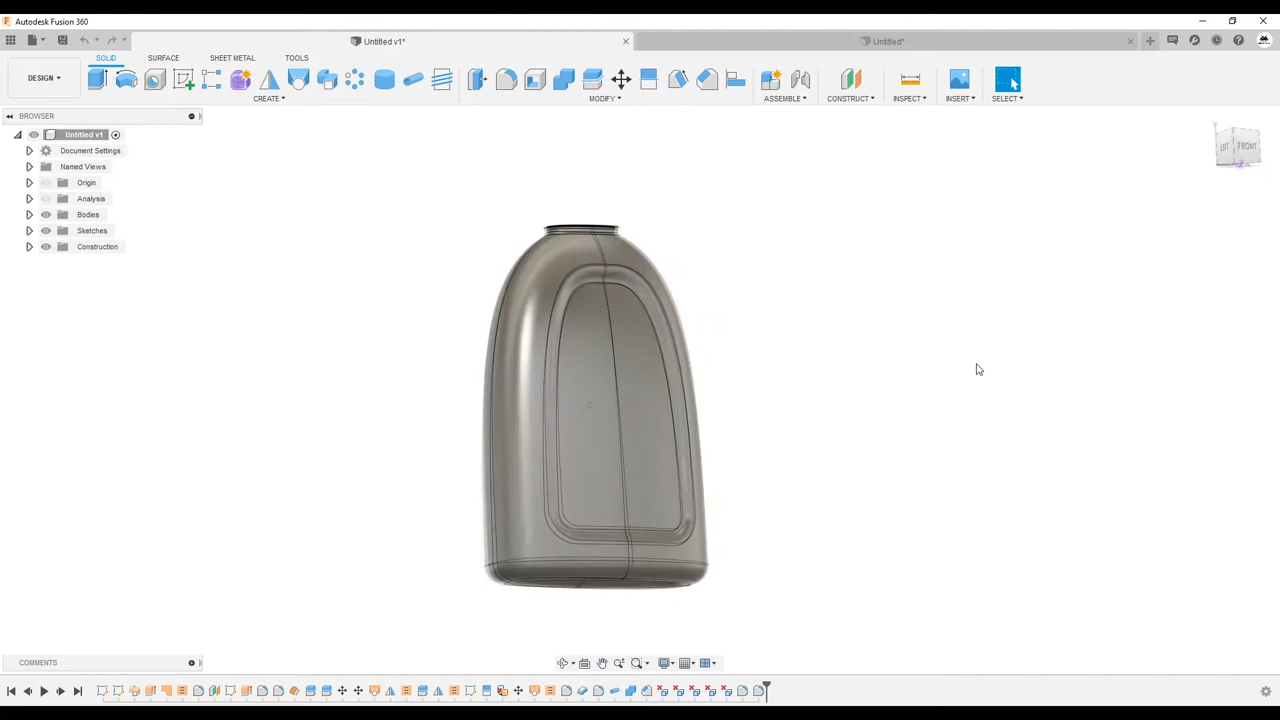 Autodesk Fusion 360
Untitled v1*
Untitled*
SOLID SURFACE SHEET METAL TOOLS
DESIGN
CREATE MODIFY ASSEMBLE CONSTRUCT INSPECT INSERT SELECT
BROWSER
Untitled v1
Document Settings
Named Views
Origin
Analysis
Bodies
Sketches
Construction
LEFT FRONT
Y
COMMENTS